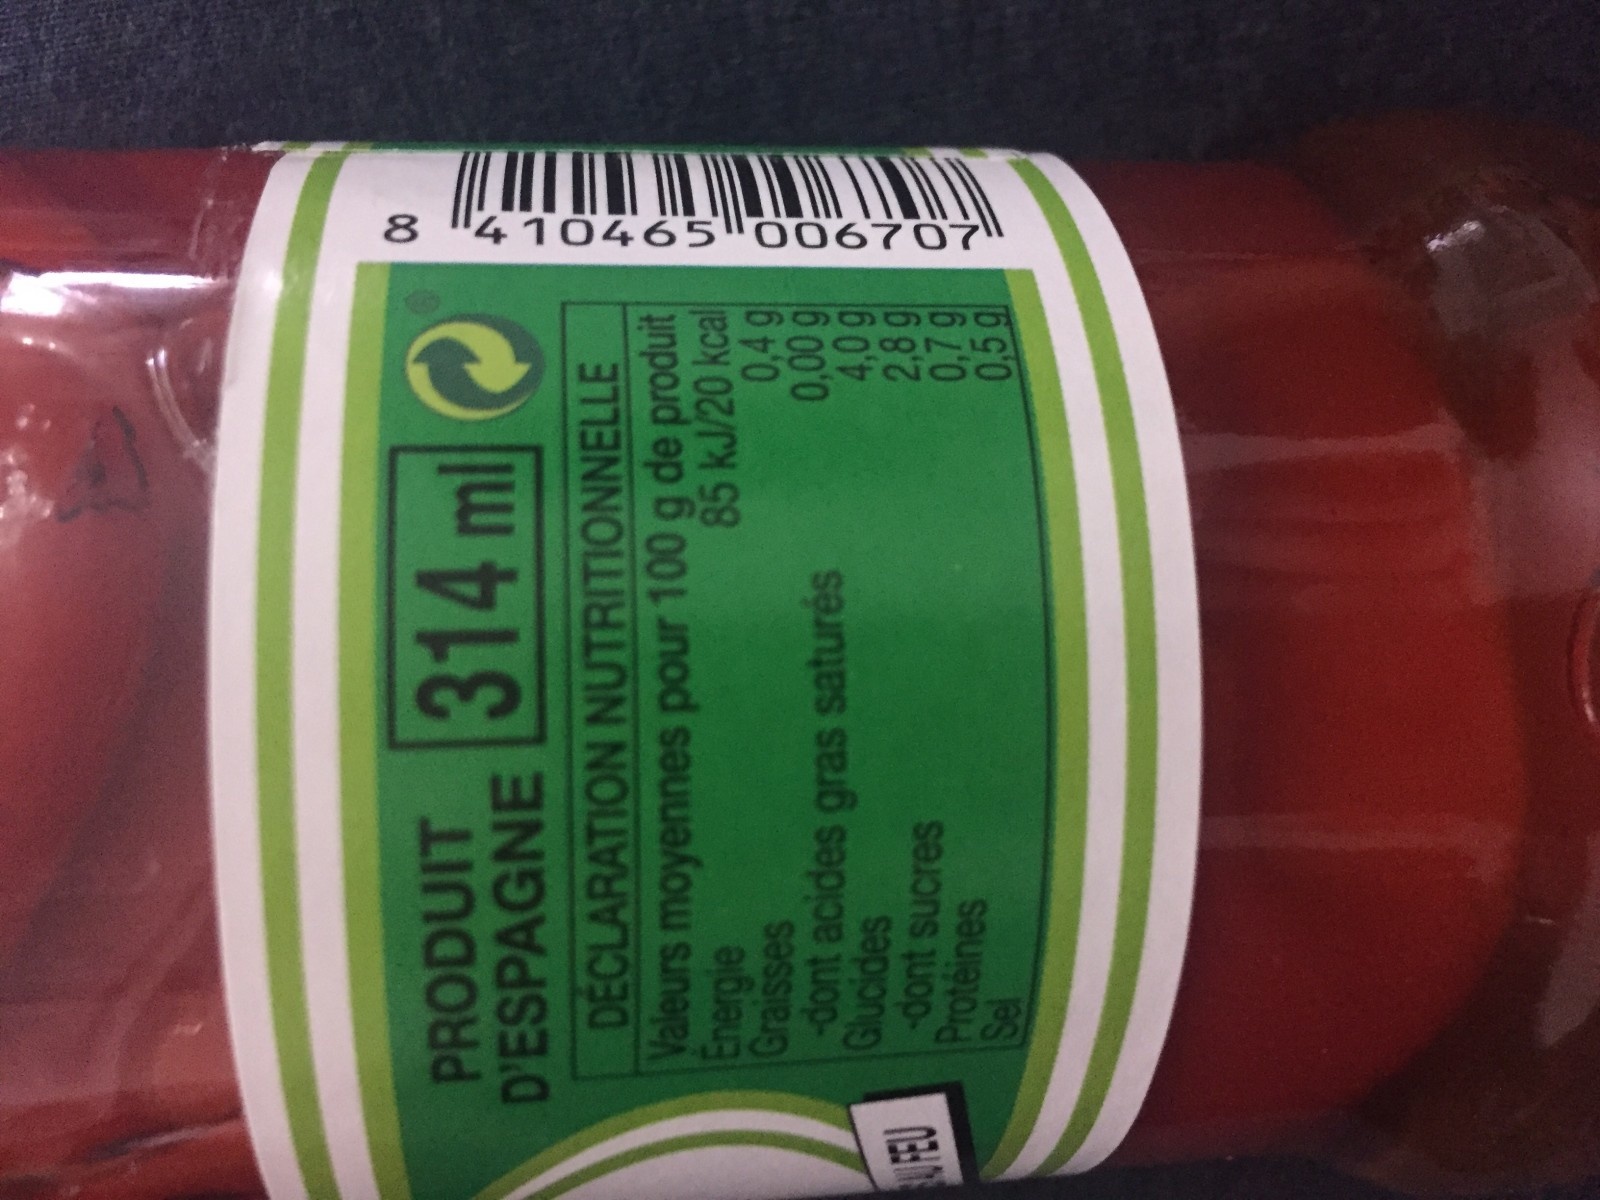 8 410465 006707
PRODUIT
D'ESPAGNE
314 ml
®
DÉCLARATION NUTRITIONNELLE
Valeurs moyennes pour 100 g de produit
Énergie 85 kJ/20 kcal
Graisses 0,4 g
-dont acides gras saturés 0,00 g
Glucides 4,0 g
-dont sucres 2,8 g
Protéines 0,7 g
Sel 0,5 g
AU FEU